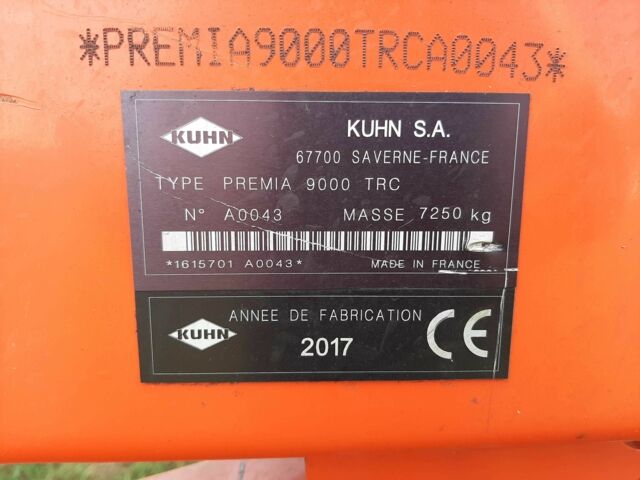 *PREMIA9000TRCA0043*
KUHN
KUHN S.A.
67700 SAVERNE-FRANCE
TYPE PREMIA 9000 TRC
N° A0043 MASSE 7250 kg
*1615701 A0043* MADE IN FRANCE
KUHN
ANNEE DE FABRICATION
2017
CE